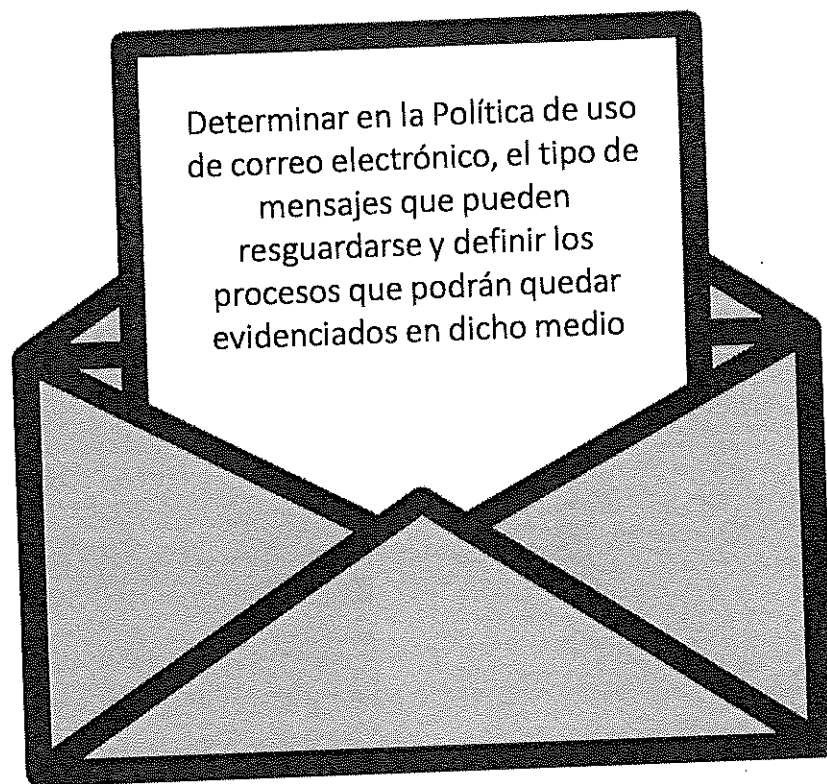 Determinar en la Política de uso
de correo electrónico, el tipo de
mensajes que pueden
resguardarse y definir los
procesos que podrán quedar
evidenciados en dicho medio